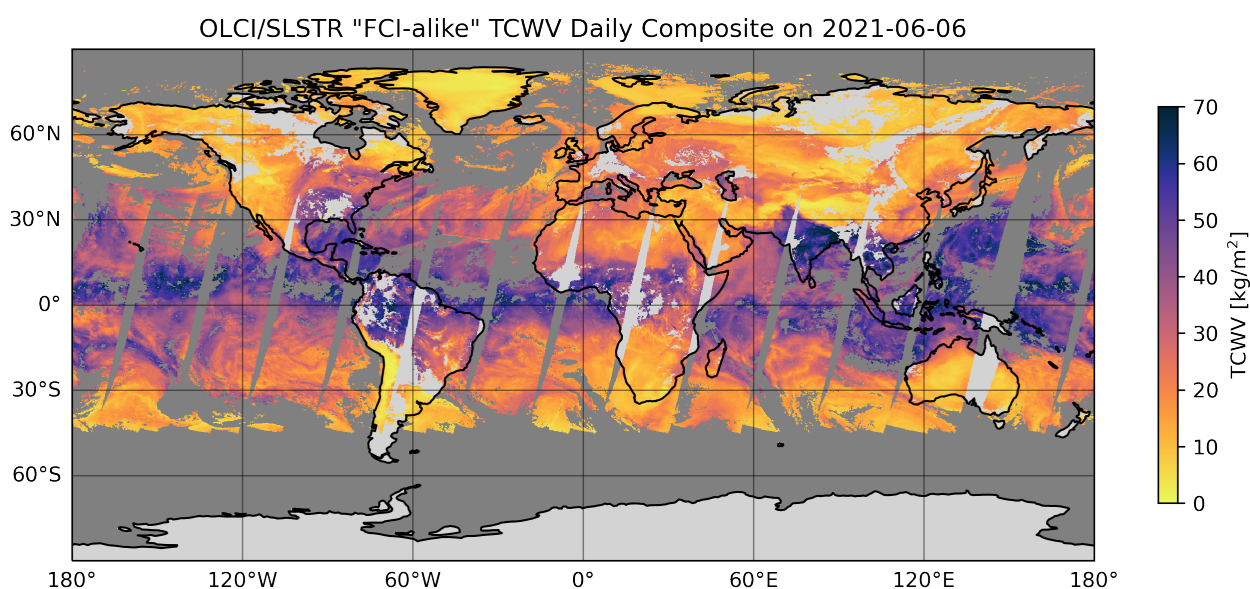 OLCI/SLSTR "FCI-alike" TCWV Daily Composite on 2021-06-06
60°N
30°N
0°
30°S
60°S
180°
120°W
60°W
0°
60°E
120°E
180°
70
60
50
40
30
20
10
0
TCWV [kg/m²]